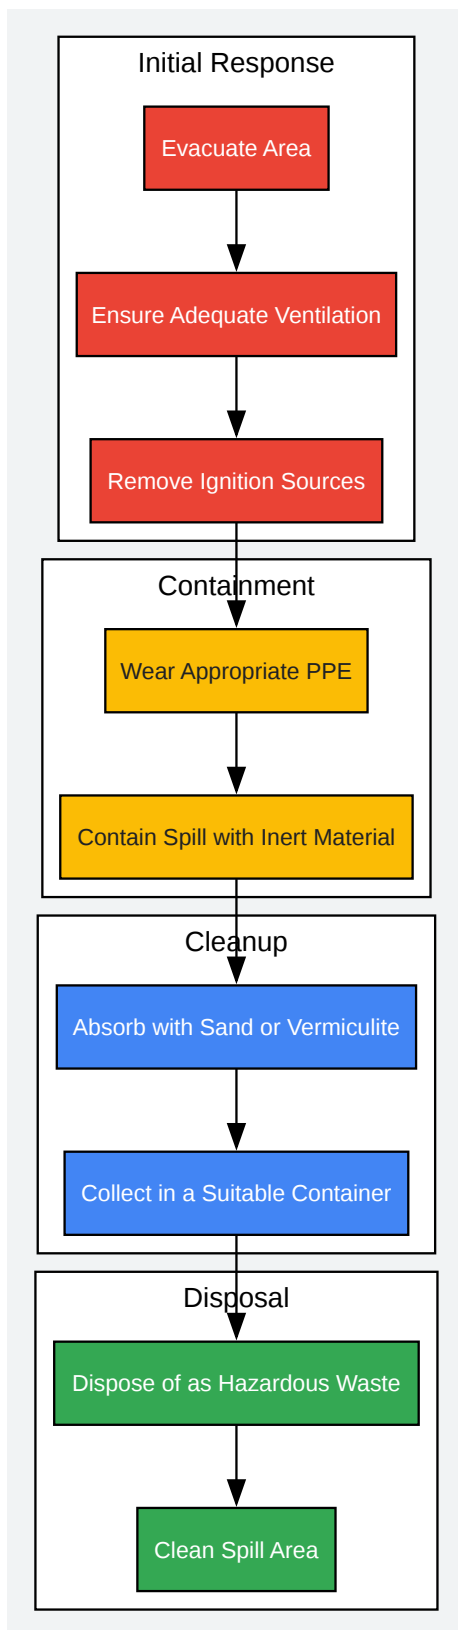 Initial Response
Evacuate Area
Ensure Adequate Ventilation
Remove Ignition Sources
Containment
Wear Appropriate PPE
Contain Spill with Inert Material
Cleanup
Absorb with Sand or Vermiculite
Collect in a Suitable Container
Disposal
Dispose of as Hazardous Waste
Clean Spill Area